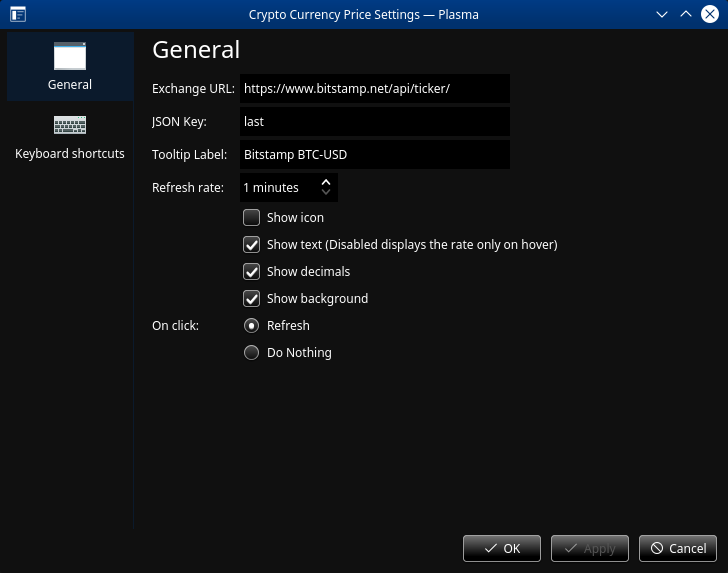 Crypto Currency Price Settings — Plasma
General
Keyboard shortcuts
General
Exchange URL: https://www.bitstamp.net/api/ticker/
JSON Key: last
Tooltip Label: Bitstamp BTC-USD
Refresh rate: 1 minutes
Show icon
Show text (Disabled displays the rate only on hover)
Show decimals
Show background
On click: Refresh
Do Nothing
OK Apply Cancel